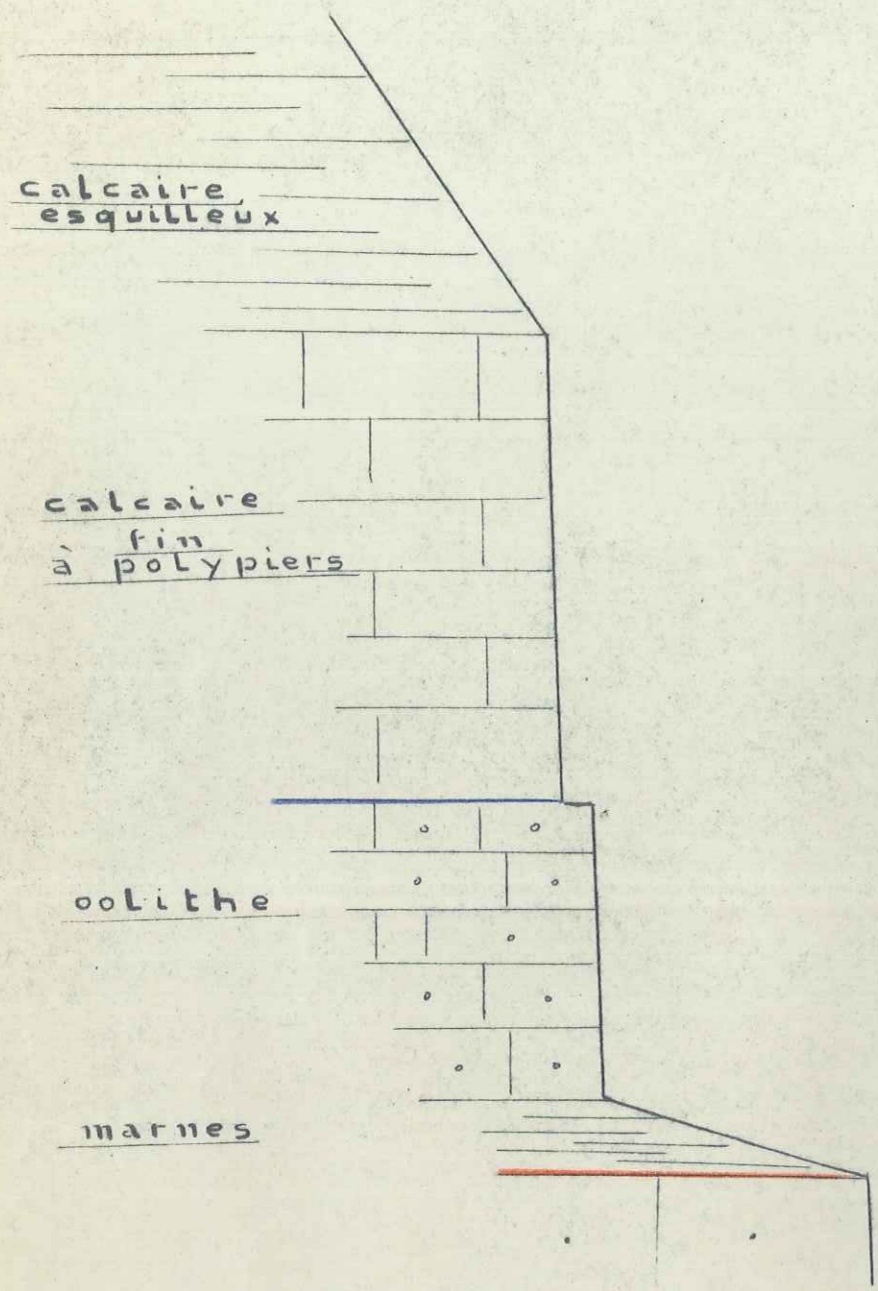 calcaire
esquilleux
calcaire
fin
à polypiers
oolithe
marnes